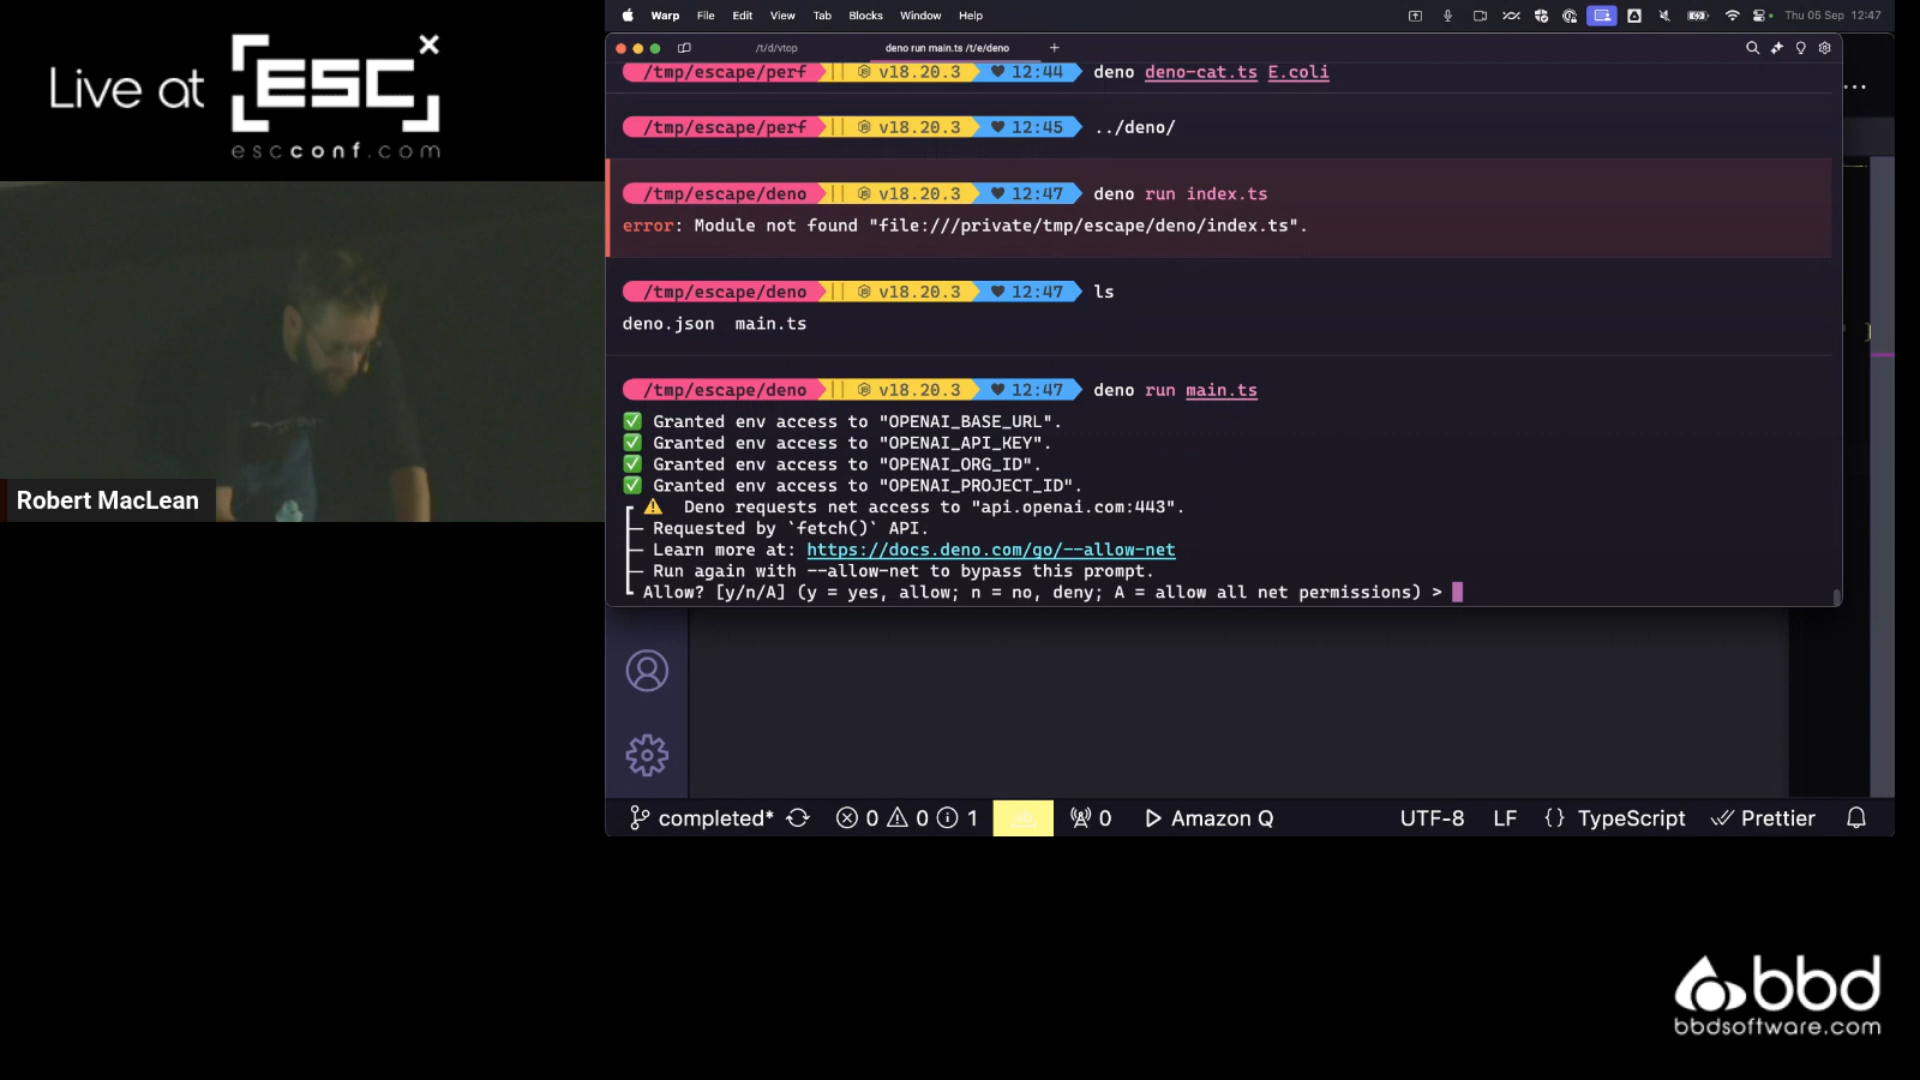 Live at [ESC]x
escconf.com
Robert MacLean
Warp File Edit View Tab Blocks Window Help
Thu 05 Sep 12:47
/t/d/vtop
deno run main.ts /t/e/deno
/tmp/escape/perf || v18.20.3 ♥ 12:44 deno deno-cat.ts E.coli
/tmp/escape/perf || v18.20.3 ♥ 12:45 ../deno/
/tmp/escape/deno || v18.20.3 ♥ 12:47 deno run index.ts
error: Module not found "file:///private/tmp/escape/deno/index.ts".
/tmp/escape/deno || v18.20.3 ♥ 12:47 ls
deno.json main.ts
/tmp/escape/deno || v18.20.3 ♥ 12:47 deno run main.ts
✅ Granted env access to "OPENAI_BASE_URL".
✅ Granted env access to "OPENAI_API_KEY".
✅ Granted env access to "OPENAI_ORG_ID".
✅ Granted env access to "OPENAI_PROJECT_ID".
┏ ⚠️ Deno requests net access to "api.openai.com:443".
┠─ Requested by `fetch()` API.
┠─ Learn more at: https://docs.deno.com/go/--allow-net
┠─ Run again with --allow-net to bypass this prompt.
┗ Allow? [y/n/A] (y = yes, allow; n = no, deny; A = allow all net permissions) >
completed* 0 0 1 0 Amazon Q UTF-8 LF {} TypeScript Prettier
bbd
bbdsoftware.com